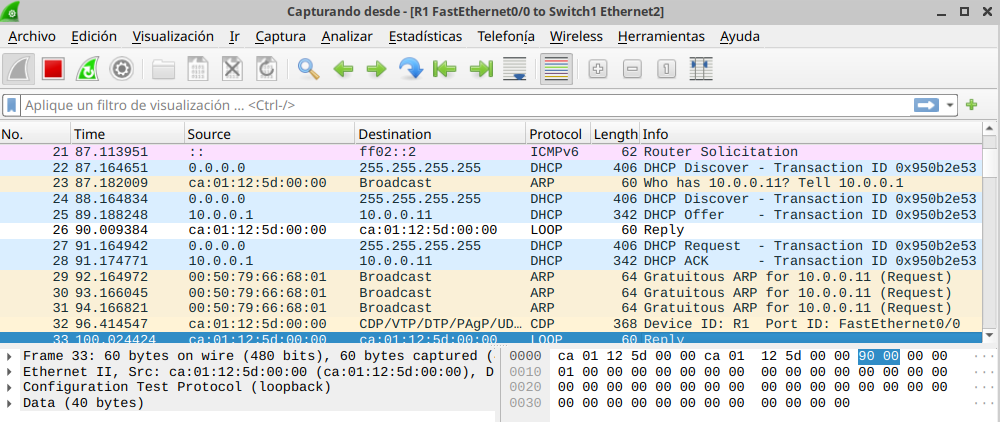 Capturando desde - [R1 FastEthernet0/0 to Switch1 Ethernet2]
Archivo Edición Visualización Ir Captura Analizar Estadísticas Telefonía Wireless Herramientas Ayuda
Aplique un filtro de visualización ... <Ctrl-/>
No. Time Source Destination Protocol Length Info
21 87.113951 :: ff02::2 ICMPv6 62 Router Solicitation
22 87.164651 0.0.0.0 255.255.255.255 DHCP 406 DHCP Discover - Transaction ID 0x950b2e53
23 87.182009 ca:01:12:5d:00:00 Broadcast ARP 60 Who has 10.0.0.11? Tell 10.0.0.1
24 88.164834 0.0.0.0 255.255.255.255 DHCP 406 DHCP Discover - Transaction ID 0x950b2e53
25 89.188248 10.0.0.1 10.0.0.11 DHCP 342 DHCP Offer - Transaction ID 0x950b2e53
26 90.009384 ca:01:12:5d:00:00 ca:01:12:5d:00:00 LOOP 60 Reply
27 91.164942 0.0.0.0 255.255.255.255 DHCP 406 DHCP Request - Transaction ID 0x950b2e53
28 91.174771 10.0.0.1 10.0.0.11 DHCP 342 DHCP ACK - Transaction ID 0x950b2e53
29 92.164972 00:50:79:66:68:01 Broadcast ARP 64 Gratuitous ARP for 10.0.0.11 (Request)
30 93.166045 00:50:79:66:68:01 Broadcast ARP 64 Gratuitous ARP for 10.0.0.11 (Request)
31 94.166821 00:50:79:66:68:01 Broadcast ARP 64 Gratuitous ARP for 10.0.0.11 (Request)
32 96.414547 ca:01:12:5d:00:00 CDP/VTP/DTP/PAgP/UD… CDP 368 Device ID: R1 Port ID: FastEthernet0/0
33 100.024424 ca:01:12:5d:00:00 ca:01:12:5d:00:00 LOOP 60 Reply
Frame 33: 60 bytes on wire (480 bits), 60 bytes captured (
Ethernet II, Src: ca:01:12:5d:00:00 (ca:01:12:5d:00:00), D
Configuration Test Protocol (loopback)
Data (40 bytes)
0000 ca 01 12 5d 00 00 ca 01 12 5d 00 00 90 00 00 00 ···
0010 01 00 00 00 00 00 00 00 00 00 00 00 00 00 00 00 ···
0020 00 00 00 00 00 00 00 00 00 00 00 00 00 00 00 00 ···
0030 00 00 00 00 00 00 00 00 00 00 00 00 ···